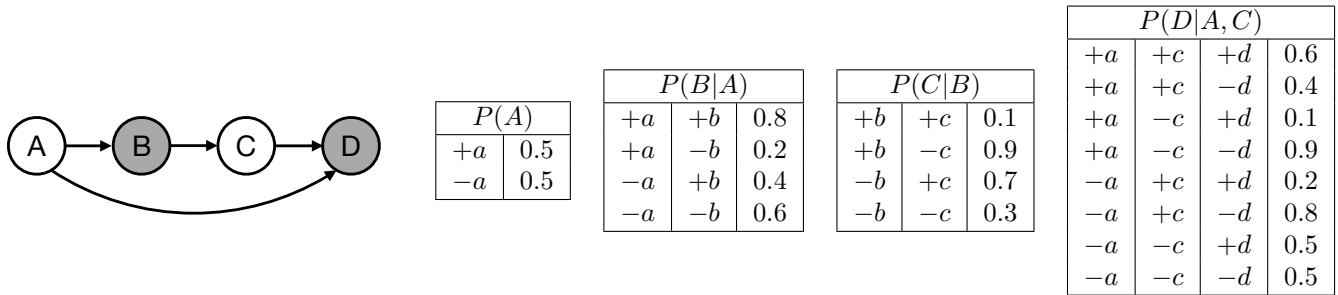 A B C D
P(A)
+a 0.5
−a 0.5
P(B|A)
+a +b 0.8
+a −b 0.2
−a +b 0.4
−a −b 0.6
P(C|B)
+b +c 0.1
+b −c 0.9
−b +c 0.7
−b −c 0.3
P(D|A, C)
+a +c +d 0.6
+a +c −d 0.4
+a −c +d 0.1
+a −c −d 0.9
−a +c +d 0.2
−a +c −d 0.8
−a −c +d 0.5
−a −c −d 0.5